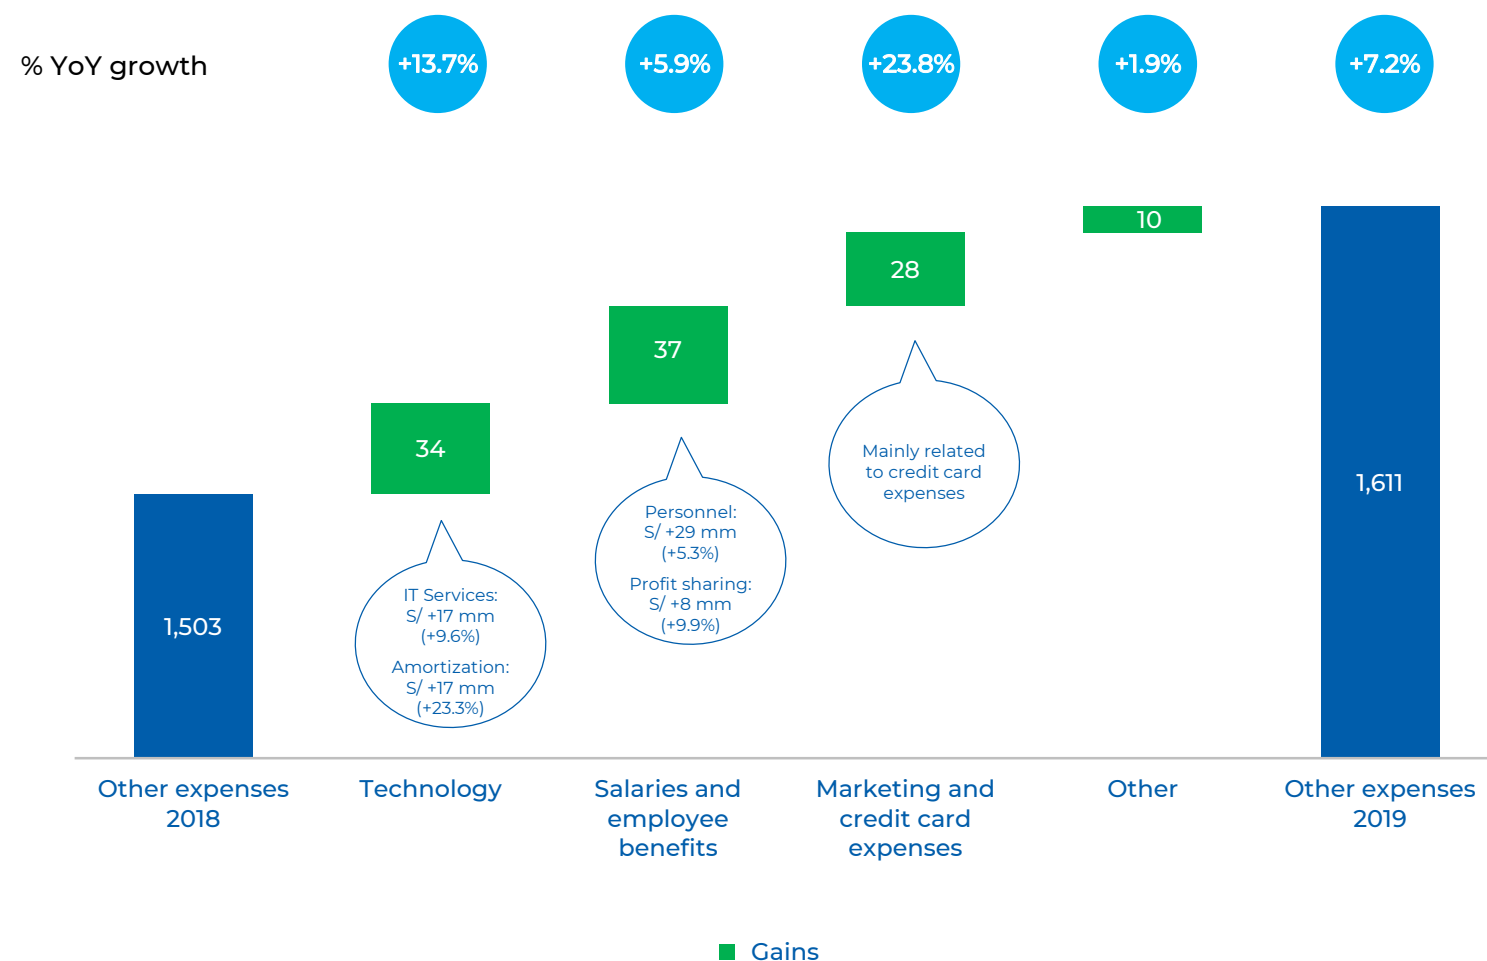 % YoY growth
+13.7%
+5.9%
+23.8%
+1.9%
+7.2%
1,503
34
37
28
10
1,611
IT Services:
S/ +17 mm
(+9.6%)
Amortization:
S/ +17 mm
(+23.3%)
Personnel:
S/ +29 mm
(+5.3%)
Profit sharing:
S/ +8 mm
(+9.9%)
Mainly related
to credit card
expenses
Other expenses
2018
Technology
Salaries and
employee
benefits
Marketing and
credit card
expenses
Other
Other expenses
2019
Gains